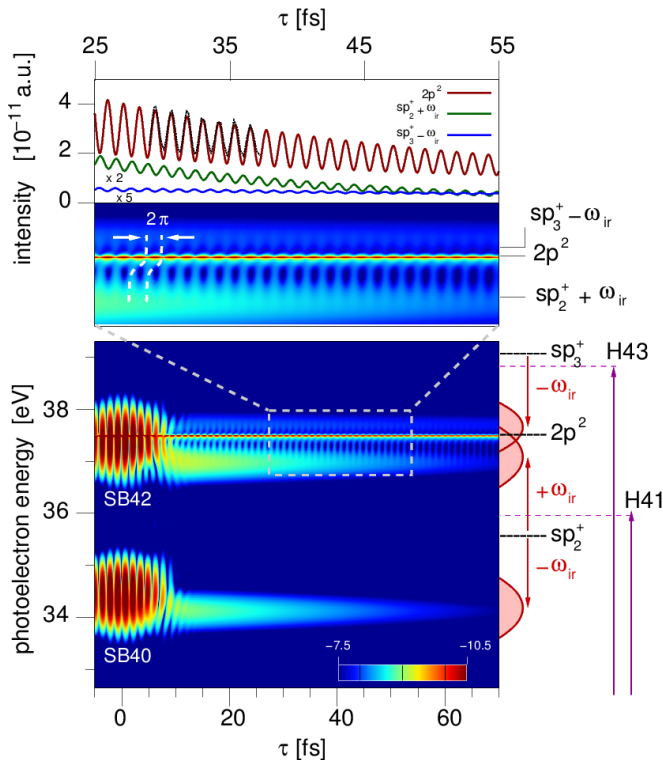 τ [fs]
25 35 45 55
intensity [10⁻¹¹ a.u.]
4
2
0
2p²
sp₂⁺ + ω_ir
sp₃⁺ − ω_ir
x 2
x 5
2 π
sp₃⁺ − ω_ir
2p²
sp₂⁺ + ω_ir
photoelectron energy [eV]
38
36
34
SB42
SB40
−7.5 −10.5
sp₃⁺
H43
−ω_ir
2p²
+ω_ir
H41
sp₂⁺
−ω_ir
0 20 40 60
τ [fs]